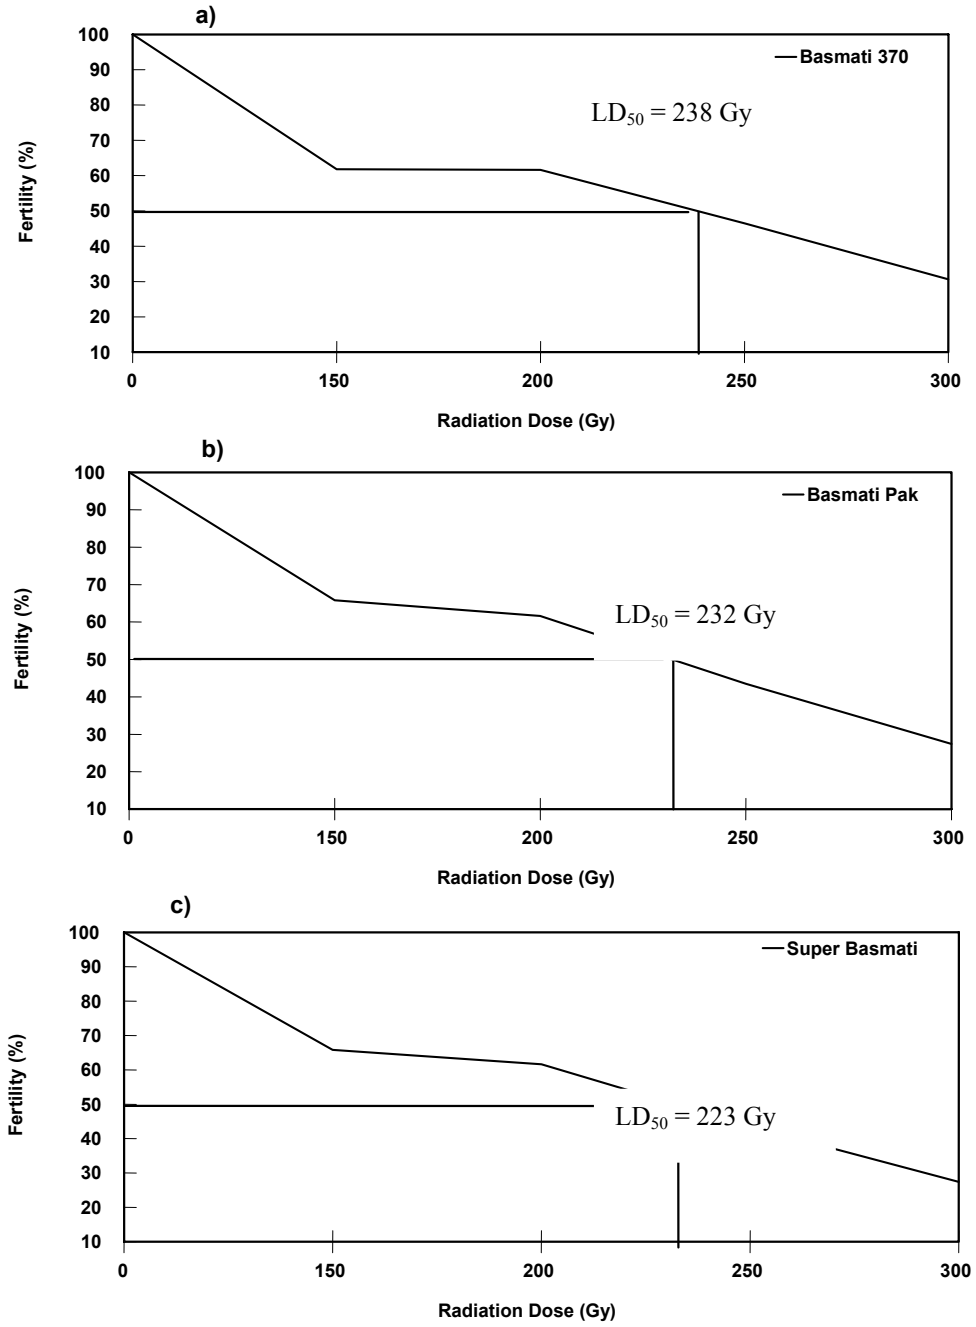 a)
100
90
80
70
60
50
40
30
20
10
Fertility (%)
Basmati 370
LD₅₀ = 238 Gy
0 150 200 250 300
Radiation Dose (Gy)
b)
100
90
80
70
60
50
40
30
20
10
Fertility (%)
Basmati Pak
LD₅₀ = 232 Gy
0 150 200 250 300
Radiation Dose (Gy)
c)
100
90
80
70
60
50
40
30
20
10
Fertility (%)
Super Basmati
LD₅₀ = 223 Gy
0 150 200 250 300
Radiation Dose (Gy)